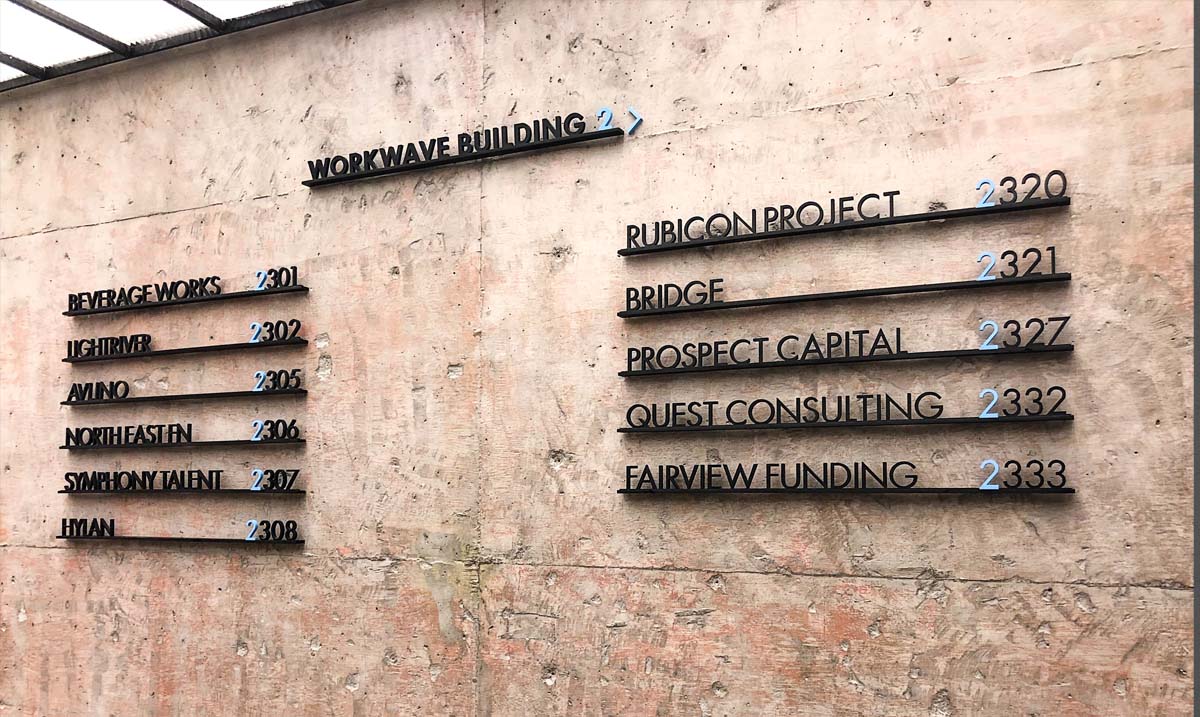 WORKWAVE BUILDING 2 >
BEVERAGE WORKS 2301
LIGHTRIVER 2302
AVLINO 2305
NORTH EAST FN 2306
SYMPHONY TALENT 2307
HYLAN 2308
RUBICON PROJECT 2320
BRIDGE 2321
PROSPECT CAPITAL 2327
QUEST CONSULTING 2332
FAIRVIEW FUNDING 2333